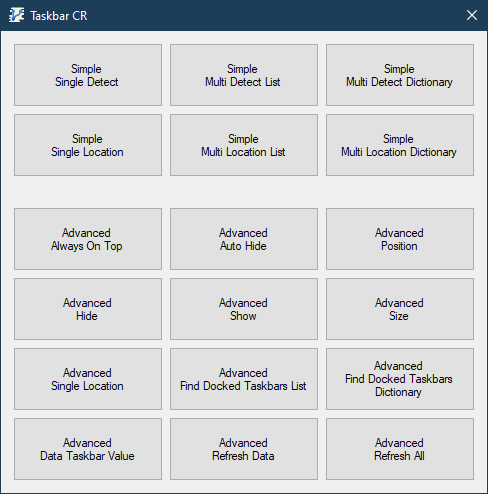 Taskbar CR
Simple
Single Detect
Simple
Multi Detect List
Simple
Multi Detect Dictionary
Simple
Single Location
Simple
Multi Location List
Simple
Multi Location Dictionary
Advanced
Always On Top
Advanced
Auto Hide
Advanced
Position
Advanced
Hide
Advanced
Show
Advanced
Size
Advanced
Single Location
Advanced
Find Docked Taskbars List
Advanced
Find Docked Taskbars
Dictionary
Advanced
Data Taskbar Value
Advanced
Refresh Data
Advanced
Refresh All